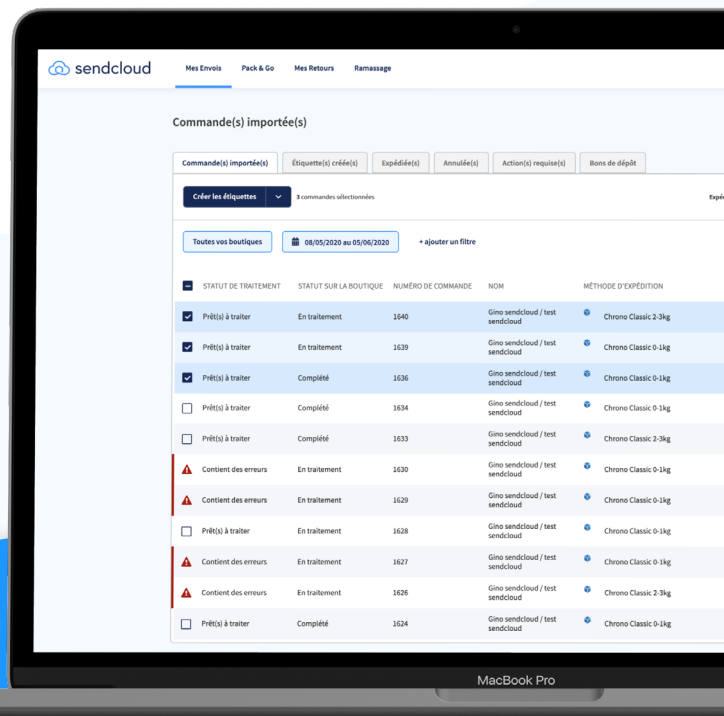 sendcloud
Mes Envois Pack & Go Mes Retours Ramassage
Commande(s) importée(s)
Commande(s) importée(s) Étiquette(s) créée(s) Expédiée(s) Annulée(s) Action(s) requise(s) Bons de dépôt
Créer les étiquettes 3 commandes sélectionnées
Toutes vos boutiques 08/05/2020 au 05/06/2020 + ajouter un filtre
STATUT DE TRAITEMENT STATUT SUR LA BOUTIQUE NUMÉRO DE COMMANDE NOM MÉTHODE D'EXPÉDITION
Prêt(s) à traiter En traitement 1640 Gino sendcloud / test Chrono Classic 2-3kg
sendcloud
Prêt(s) à traiter En traitement 1639 Gino sendcloud / test Chrono Classic 0-1kg
sendcloud
Prêt(s) à traiter Complété 1636 Gino sendcloud / test Chrono Classic 0-1kg
sendcloud
Prêt(s) à traiter Complété 1634 Gino sendcloud / test Chrono Classic 0-1kg
sendcloud
Prêt(s) à traiter Complété 1633 Gino sendcloud / test Chrono Classic 2-3kg
sendcloud
Contient des erreurs En traitement 1630 Gino sendcloud / test Chrono Classic 0-1kg
sendcloud
Contient des erreurs En traitement 1629 Gino sendcloud / test Chrono Classic 0-1kg
sendcloud
Prêt(s) à traiter En traitement 1628 Gino sendcloud / test Chrono Classic 0-1kg
sendcloud
Contient des erreurs En traitement 1627 Gino sendcloud / test Chrono Classic 0-1kg
sendcloud
Contient des erreurs En traitement 1626 Gino sendcloud / test Chrono Classic 2-3kg
sendcloud
Prêt(s) à traiter Complété 1624 Gino sendcloud / test Chrono Classic 0-1kg
sendcloud
MacBook Pro